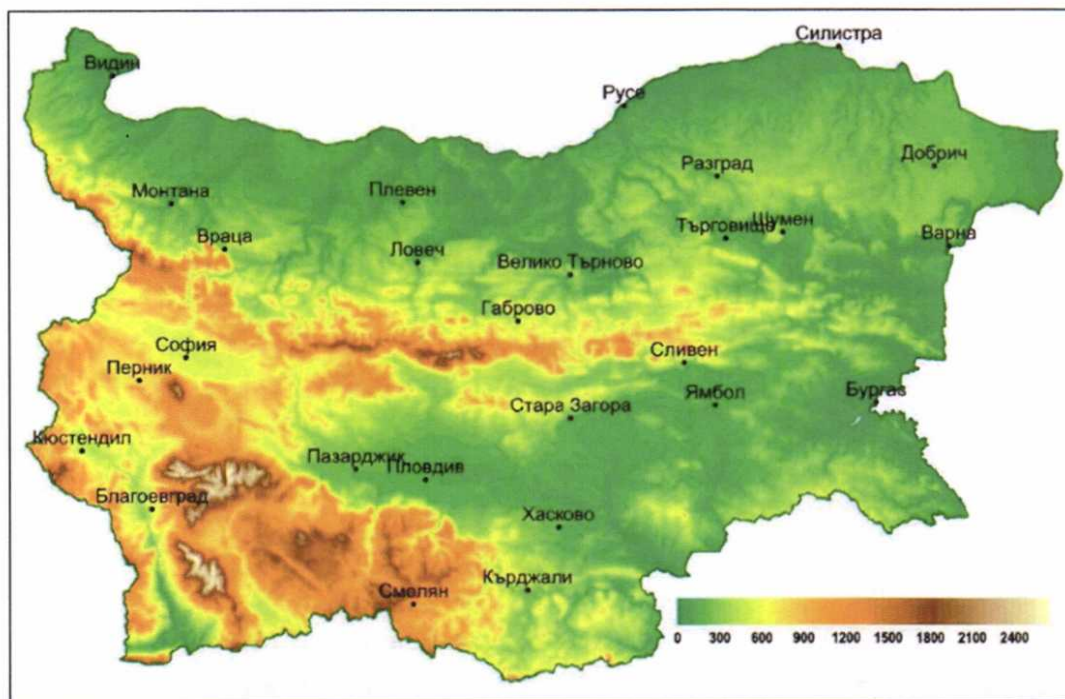 Силистра
Видин
Русе
Добрич
Разград
Монтана
Плевен
Шумен
Търговище
Враца
Варна
Ловеч
Велико Търново
Габрово
София
Сливен
Перник
Ямбол
Бургас
Стара Загора
Кюстендил
Пазарджик
Пловдив
Благоевград
Хасково
Кърджали
Смолян
0 300 600 900 1200 1500 1800 2100 2400